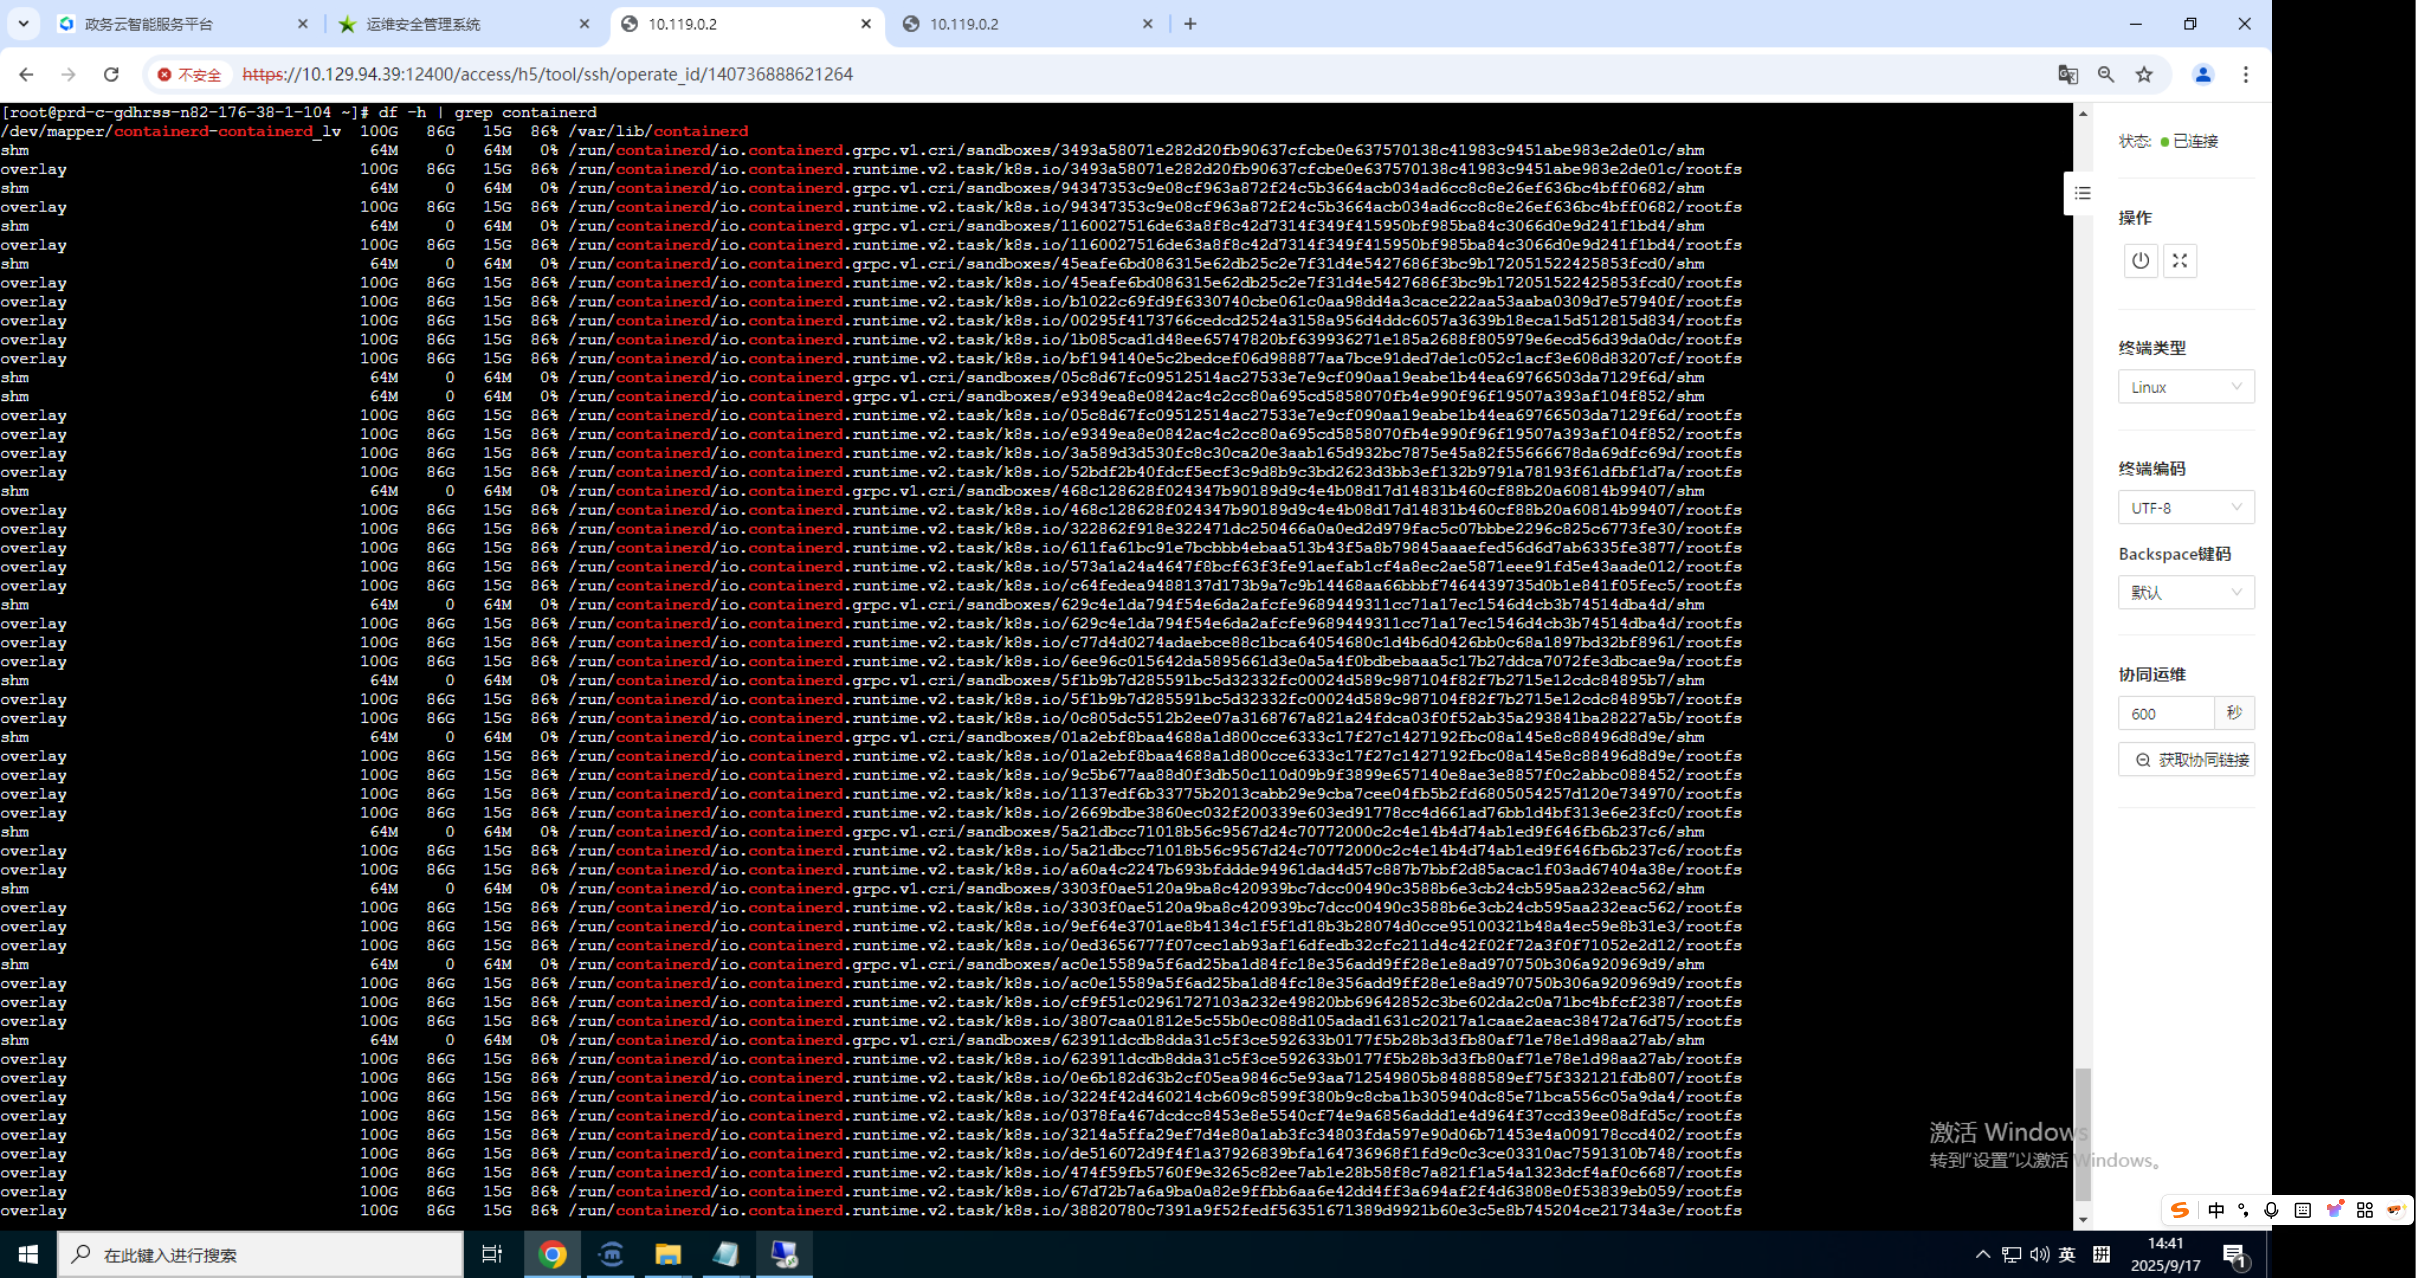 政务云智能服务平台
运维安全管理系统
10.119.0.2
10.119.0.2
不安全
https://10.129.94.39:12400/access/h5/tool/ssh/operate_id/140736888621264
[root@prd-c-gdhrss-n82-176-38-1-104 ~]# df -h | grep containerd
/dev/mapper/containerd-containerd_lv 100G 86G 15G 86% /var/lib/containerd
shm 64M 0 64M 0% /run/containerd/io.containerd.grpc.v1.cri/sandboxes/3493a58071e282d20fb90637cfcbe0e637570138c41983c9451abe983e2de01c/shm
overlay 100G 86G 15G 86% /run/containerd/io.containerd.runtime.v2.task/k8s.io/3493a58071e282d20fb90637cfcbe0e637570138c41983c9451abe983e2de01c/rootfs
shm 64M 0 64M 0% /run/containerd/io.containerd.grpc.v1.cri/sandboxes/94347353c9e08cf963a872f24c5b3664acb034ad6cc8c8e26ef636bc4bff0682/shm
overlay 100G 86G 15G 86% /run/containerd/io.containerd.runtime.v2.task/k8s.io/94347353c9e08cf963a872f24c5b3664acb034ad6cc8c8e26ef636bc4bff0682/rootfs
shm 64M 0 64M 0% /run/containerd/io.containerd.grpc.v1.cri/sandboxes/1160027516de63a8f8c42d7314f349f415950bf985ba84c3066d0e9d241f1bd4/shm
overlay 100G 86G 15G 86% /run/containerd/io.containerd.runtime.v2.task/k8s.io/1160027516de63a8f8c42d7314f349f415950bf985ba84c3066d0e9d241f1bd4/rootfs
shm 64M 0 64M 0% /run/containerd/io.containerd.grpc.v1.cri/sandboxes/45eafe6bd086315e62db25c2e7f31d4e5427686f3bc9b172051522425853fcd0/shm
overlay 100G 86G 15G 86% /run/containerd/io.containerd.runtime.v2.task/k8s.io/45eafe6bd086315e62db25c2e7f31d4e5427686f3bc9b172051522425853fcd0/rootfs
overlay 100G 86G 15G 86% /run/containerd/io.containerd.runtime.v2.task/k8s.io/b1022c69fd9f6330740cbe061c0aa98dd4a3cace222aa53aaba0309d7e57940f/rootfs
overlay 100G 86G 15G 86% /run/containerd/io.containerd.runtime.v2.task/k8s.io/00295f4173766cedcd2524a3158a956d4ddc6057a3639b18eca15d512815d834/rootfs
overlay 100G 86G 15G 86% /run/containerd/io.containerd.runtime.v2.task/k8s.io/1b085cad1d48ee65747820bf639936271e185a2688f805979e6ecd56d39da0dc/rootfs
overlay 100G 86G 15G 86% /run/containerd/io.containerd.runtime.v2.task/k8s.io/bf194140e5c2bedcef06d988877aa7bce91ded7de1c052c1acf3e608d83207cf/rootfs
shm 64M 0 64M 0% /run/containerd/io.containerd.grpc.v1.cri/sandboxes/05c8d67fc09512514ac27533e7e9cf090aa19eabe1b44ea69766503da7129f6d/shm
shm 64M 0 64M 0% /run/containerd/io.containerd.grpc.v1.cri/sandboxes/e9349ea8e0842ac4c2cc80a695cd5858070fb4e990f96f19507a393af104f852/shm
overlay 100G 86G 15G 86% /run/containerd/io.containerd.runtime.v2.task/k8s.io/05c8d67fc09512514ac27533e7e9cf090aa19eabe1b44ea69766503da7129f6d/rootfs
overlay 100G 86G 15G 86% /run/containerd/io.containerd.runtime.v2.task/k8s.io/e9349ea8e0842ac4c2cc80a695cd5858070fb4e990f96f19507a393af104f852/rootfs
overlay 100G 86G 15G 86% /run/containerd/io.containerd.runtime.v2.task/k8s.io/3a589d3d530fc8c30ca20e3aab165d932bc7875e45a82f55666678da69dfc69d/rootfs
overlay 100G 86G 15G 86% /run/containerd/io.containerd.runtime.v2.task/k8s.io/52bdf2b40fdcf5ecf3c9d8b9c3bd2623d3bb3ef132b9791a78193f61dfbf1d7a/rootfs
shm 64M 0 64M 0% /run/containerd/io.containerd.grpc.v1.cri/sandboxes/468c128628f024347b90189d9c4e4b08d17d14831b460cf88b20a60814b99407/shm
overlay 100G 86G 15G 86% /run/containerd/io.containerd.runtime.v2.task/k8s.io/468c128628f024347b90189d9c4e4b08d17d14831b460cf88b20a60814b99407/rootfs
overlay 100G 86G 15G 86% /run/containerd/io.containerd.runtime.v2.task/k8s.io/322862f918e322471dc250466a0a0ed2d979fac5c07bbbe2296c825c6773fe30/rootfs
overlay 100G 86G 15G 86% /run/containerd/io.containerd.runtime.v2.task/k8s.io/611fa61bc91e7bcbbb4ebaa513b43f5a8b79845aaaefed56d6d7ab6335fe3877/rootfs
overlay 100G 86G 15G 86% /run/containerd/io.containerd.runtime.v2.task/k8s.io/573a1a24a4647f8bcf63f3fe91aefab1cf4a8ec2ae5871eee91fd5e43aade012/rootfs
overlay 100G 86G 15G 86% /run/containerd/io.containerd.runtime.v2.task/k8s.io/c64fedea9488137d173b9a7c9b14468aa66bbbf7464439735d0b1e841f05fec5/rootfs
shm 64M 0 64M 0% /run/containerd/io.containerd.grpc.v1.cri/sandboxes/629c4e1da794f54e6da2afcfe9689449311cc71a17ec1546d4cb3b74514dba4d/shm
overlay 100G 86G 15G 86% /run/containerd/io.containerd.runtime.v2.task/k8s.io/629c4e1da794f54e6da2afcfe9689449311cc71a17ec1546d4cb3b74514dba4d/rootfs
overlay 100G 86G 15G 86% /run/containerd/io.containerd.runtime.v2.task/k8s.io/c77d4d0274adaebce88c1bca64054680c1d4b6d0426bb0c68a1897bd32bf8961/rootfs
overlay 100G 86G 15G 86% /run/containerd/io.containerd.runtime.v2.task/k8s.io/6ee96c015642da5895661d3e0a5a4f0bdbebaaa5c17b27ddca7072fe3dbcae9a/rootfs
shm 64M 0 64M 0% /run/containerd/io.containerd.grpc.v1.cri/sandboxes/5f1b9b7d285591bc5d32332fc00024d589c987104f82f7b2715e12cdc84895b7/shm
overlay 100G 86G 15G 86% /run/containerd/io.containerd.runtime.v2.task/k8s.io/5f1b9b7d285591bc5d32332fc00024d589c987104f82f7b2715e12cdc84895b7/rootfs
overlay 100G 86G 15G 86% /run/containerd/io.containerd.runtime.v2.task/k8s.io/0c805dc5512b2ee07a3168767a821a24fdca03f0f52ab35a293841ba28227a5b/rootfs
shm 64M 0 64M 0% /run/containerd/io.containerd.grpc.v1.cri/sandboxes/01a2ebf8baa4688a1d800cce6333c17f27c1427192fbc08a145e8c88496d8d9e/shm
overlay 100G 86G 15G 86% /run/containerd/io.containerd.runtime.v2.task/k8s.io/01a2ebf8baa4688a1d800cce6333c17f27c1427192fbc08a145e8c88496d8d9e/rootfs
overlay 100G 86G 15G 86% /run/containerd/io.containerd.runtime.v2.task/k8s.io/9c5b677aa88d0f3db50c110d09b9f3899e657140e8ae3e8857f0c2abbc088452/rootfs
overlay 100G 86G 15G 86% /run/containerd/io.containerd.runtime.v2.task/k8s.io/1137edf6b33775b2013cabb29e9cba7cee04fb5b2fd6805054257d120e734970/rootfs
overlay 100G 86G 15G 86% /run/containerd/io.containerd.runtime.v2.task/k8s.io/2669bdbe3860ec032f200339e603ed91778cc4d661ad76bb1d4bf313e6e23fc0/rootfs
shm 64M 0 64M 0% /run/containerd/io.containerd.grpc.v1.cri/sandboxes/5a21dbcc71018b56c9567d24c70772000c2c4e14b4d74ab1ed9f646fb6b237c6/shm
overlay 100G 86G 15G 86% /run/containerd/io.containerd.runtime.v2.task/k8s.io/5a21dbcc71018b56c9567d24c70772000c2c4e14b4d74ab1ed9f646fb6b237c6/rootfs
overlay 100G 86G 15G 86% /run/containerd/io.containerd.runtime.v2.task/k8s.io/a60a4c2247b693bfddde94961dad4d57c887b7bbf2d85acac1f03ad67404a38e/rootfs
shm 64M 0 64M 0% /run/containerd/io.containerd.grpc.v1.cri/sandboxes/3303f0ae5120a9ba8c420939bc7dcc00490c3588b6e3cb24cb595aa232eac562/shm
overlay 100G 86G 15G 86% /run/containerd/io.containerd.runtime.v2.task/k8s.io/3303f0ae5120a9ba8c420939bc7dcc00490c3588b6e3cb24cb595aa232eac562/rootfs
overlay 100G 86G 15G 86% /run/containerd/io.containerd.runtime.v2.task/k8s.io/9ef64e3701ae8b4134c1f5f1d18b3b28074d0cce95100321b48a4ec59e8b31e3/rootfs
overlay 100G 86G 15G 86% /run/containerd/io.containerd.runtime.v2.task/k8s.io/0ed3656777f07cec1ab93af16dfedb32cfc211d4c42f02f72a3f0f71052e2d12/rootfs
shm 64M 0 64M 0% /run/containerd/io.containerd.grpc.v1.cri/sandboxes/ac0e15589a5f6ad25ba1d84fc18e356add9ff28e1e8ad970750b306a920969d9/shm
overlay 100G 86G 15G 86% /run/containerd/io.containerd.runtime.v2.task/k8s.io/ac0e15589a5f6ad25ba1d84fc18e356add9ff28e1e8ad970750b306a920969d9/rootfs
overlay 100G 86G 15G 86% /run/containerd/io.containerd.runtime.v2.task/k8s.io/cf9f51c02961727103a232e49820bb69642852c3be602da2c0a71bc4bfcf2387/rootfs
overlay 100G 86G 15G 86% /run/containerd/io.containerd.runtime.v2.task/k8s.io/3807caa01812e5c55b0ec088d105adad1631c20217a1caae2aeac38472a76d75/rootfs
shm 64M 0 64M 0% /run/containerd/io.containerd.grpc.v1.cri/sandboxes/623911dcdb8dda31c5f3ce592633b0177f5b28b3d3fb80af71e78e1d98aa27ab/shm
overlay 100G 86G 15G 86% /run/containerd/io.containerd.runtime.v2.task/k8s.io/623911dcdb8dda31c5f3ce592633b0177f5b28b3d3fb80af71e78e1d98aa27ab/rootfs
overlay 100G 86G 15G 86% /run/containerd/io.containerd.runtime.v2.task/k8s.io/0e6b182d63b2cf05ea9846c5e93aa712549805b84888589ef75f332121fdb807/rootfs
overlay 100G 86G 15G 86% /run/containerd/io.containerd.runtime.v2.task/k8s.io/3224f42d460214cb609c8599f380b9c8cba1b305940dc85e71bca556c05a9da4/rootfs
overlay 100G 86G 15G 86% /run/containerd/io.containerd.runtime.v2.task/k8s.io/0378fa467dcdcc8453e8e5540cf74e9a6856addd1e4d964f37ccd39ee08dfd5c/rootfs
overlay 100G 86G 15G 86% /run/containerd/io.containerd.runtime.v2.task/k8s.io/3214a5ffa29ef7d4e80a1ab3fc34803fda597e90d06b71453e4a009178ccd402/rootfs
overlay 100G 86G 15G 86% /run/containerd/io.containerd.runtime.v2.task/k8s.io/de516072d9f4f1a37926839bfa164736968f1fd9c0c3ce03310ac7591310b748/rootfs
overlay 100G 86G 15G 86% /run/containerd/io.containerd.runtime.v2.task/k8s.io/474f59fb5760f9e3265c82ee7ab1e28b58f8c7a821f1a54a1323dcf4af0c6687/rootfs
overlay 100G 86G 15G 86% /run/containerd/io.containerd.runtime.v2.task/k8s.io/67d72b7a6a9ba0a82e9ffbb6aa6e42dd4ff3a694af2f4d63808e0f53839eb059/rootfs
overlay 100G 86G 15G 86% /run/containerd/io.containerd.runtime.v2.task/k8s.io/38820780c7391a9f52fedf56351671389d9921b60e3c5e8b745204ce21734a3e/rootfs
状态: 已连接
操作
终端类型
Linux
终端编码
UTF-8
Backspace键码
默认
协同运维
600 秒
获取协同链接
激活 Windows
转到"设置"以激活 Windows。
中
在此键入进行搜索
英
拼
14:41
2025/9/17
1